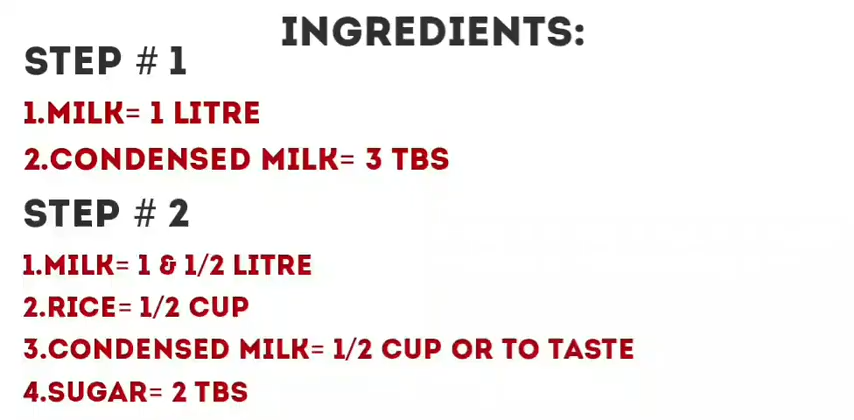 INGREDIENTS:
STEP # 1
1.MILK= 1 LITRE
2.CONDENSED MILK= 3 TBS
STEP # 2
1.MILK= 1 & 1/2 LITRE
2.RICE= 1/2 CUP
3.CONDENSED MILK= 1/2 CUP OR TO TASTE
4.SUGAR= 2 TBS